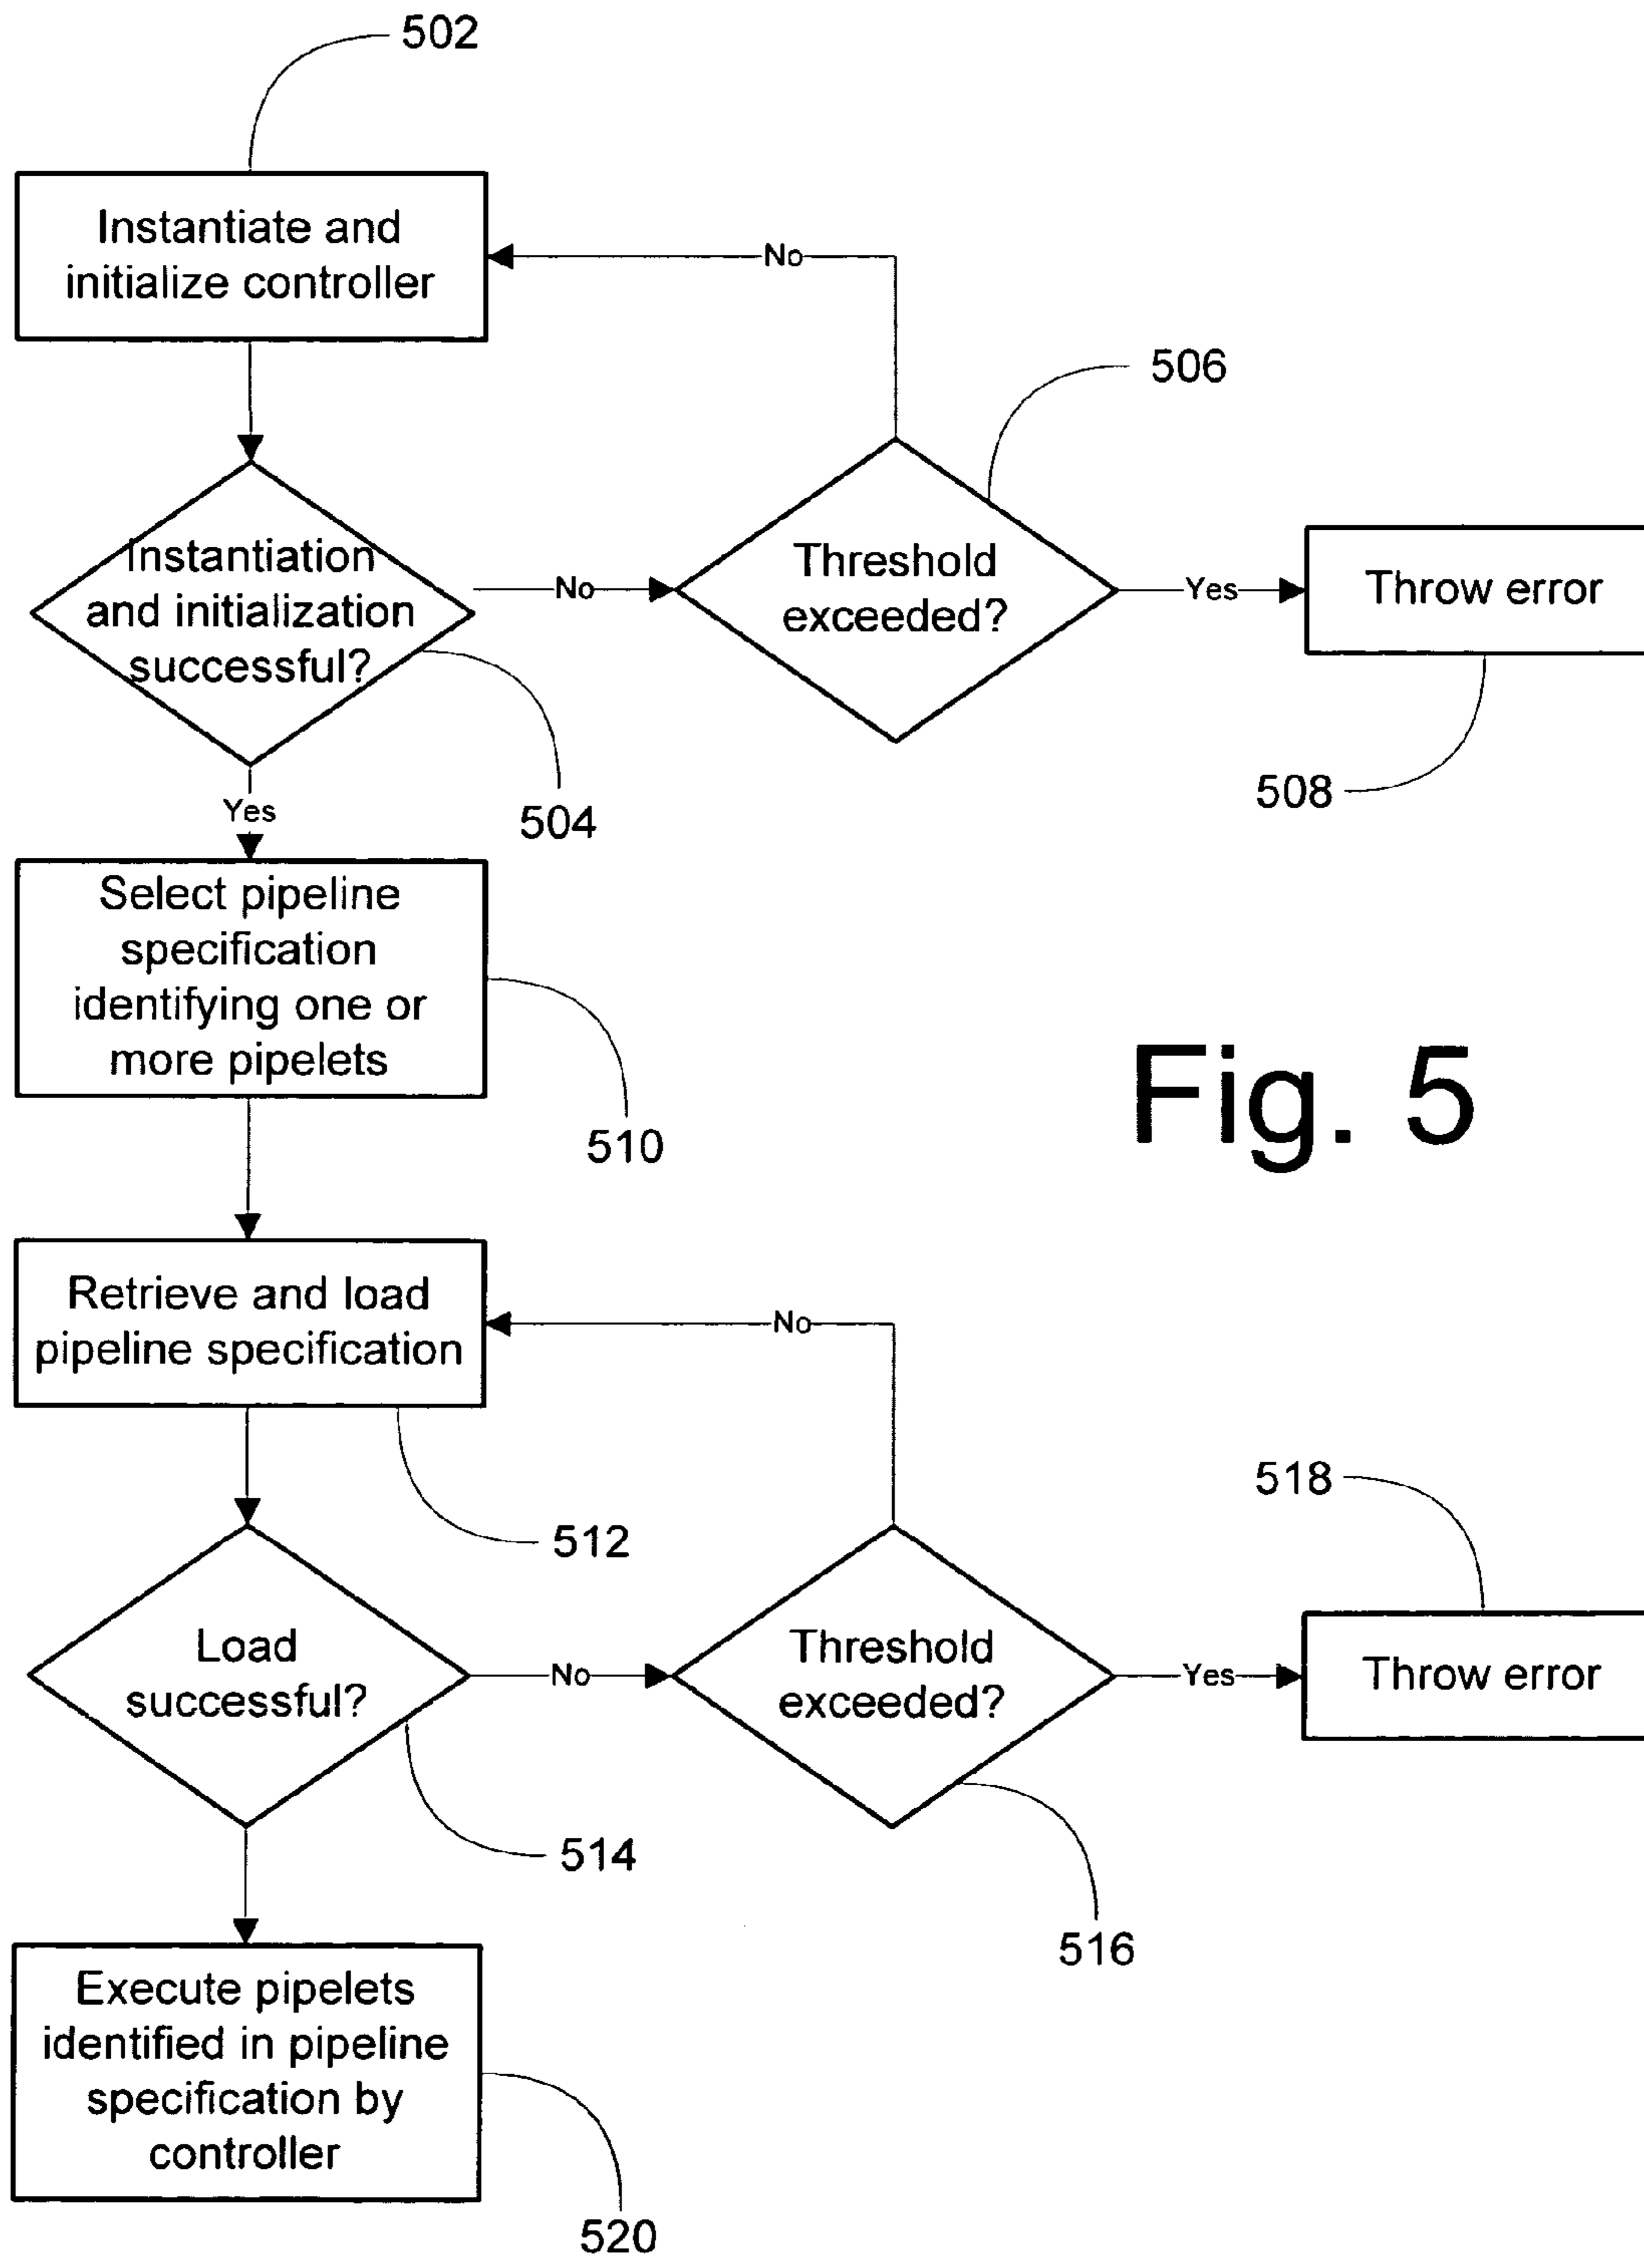 502
Instantiate and
initialize controller
No
506
Instantiation
and initialization
successful?
No
Threshold
exceeded?
Yes
Throw error
508
504
Yes
Select pipeline
specification
identifying one or
more pipelets
510
Fig. 5
Retrieve and load
pipeline specification
No
512
518
Load
successful?
No
Threshold
exceeded?
Yes
Throw error
514
516
Execute pipelets
identified in pipeline
specification by
controller
520